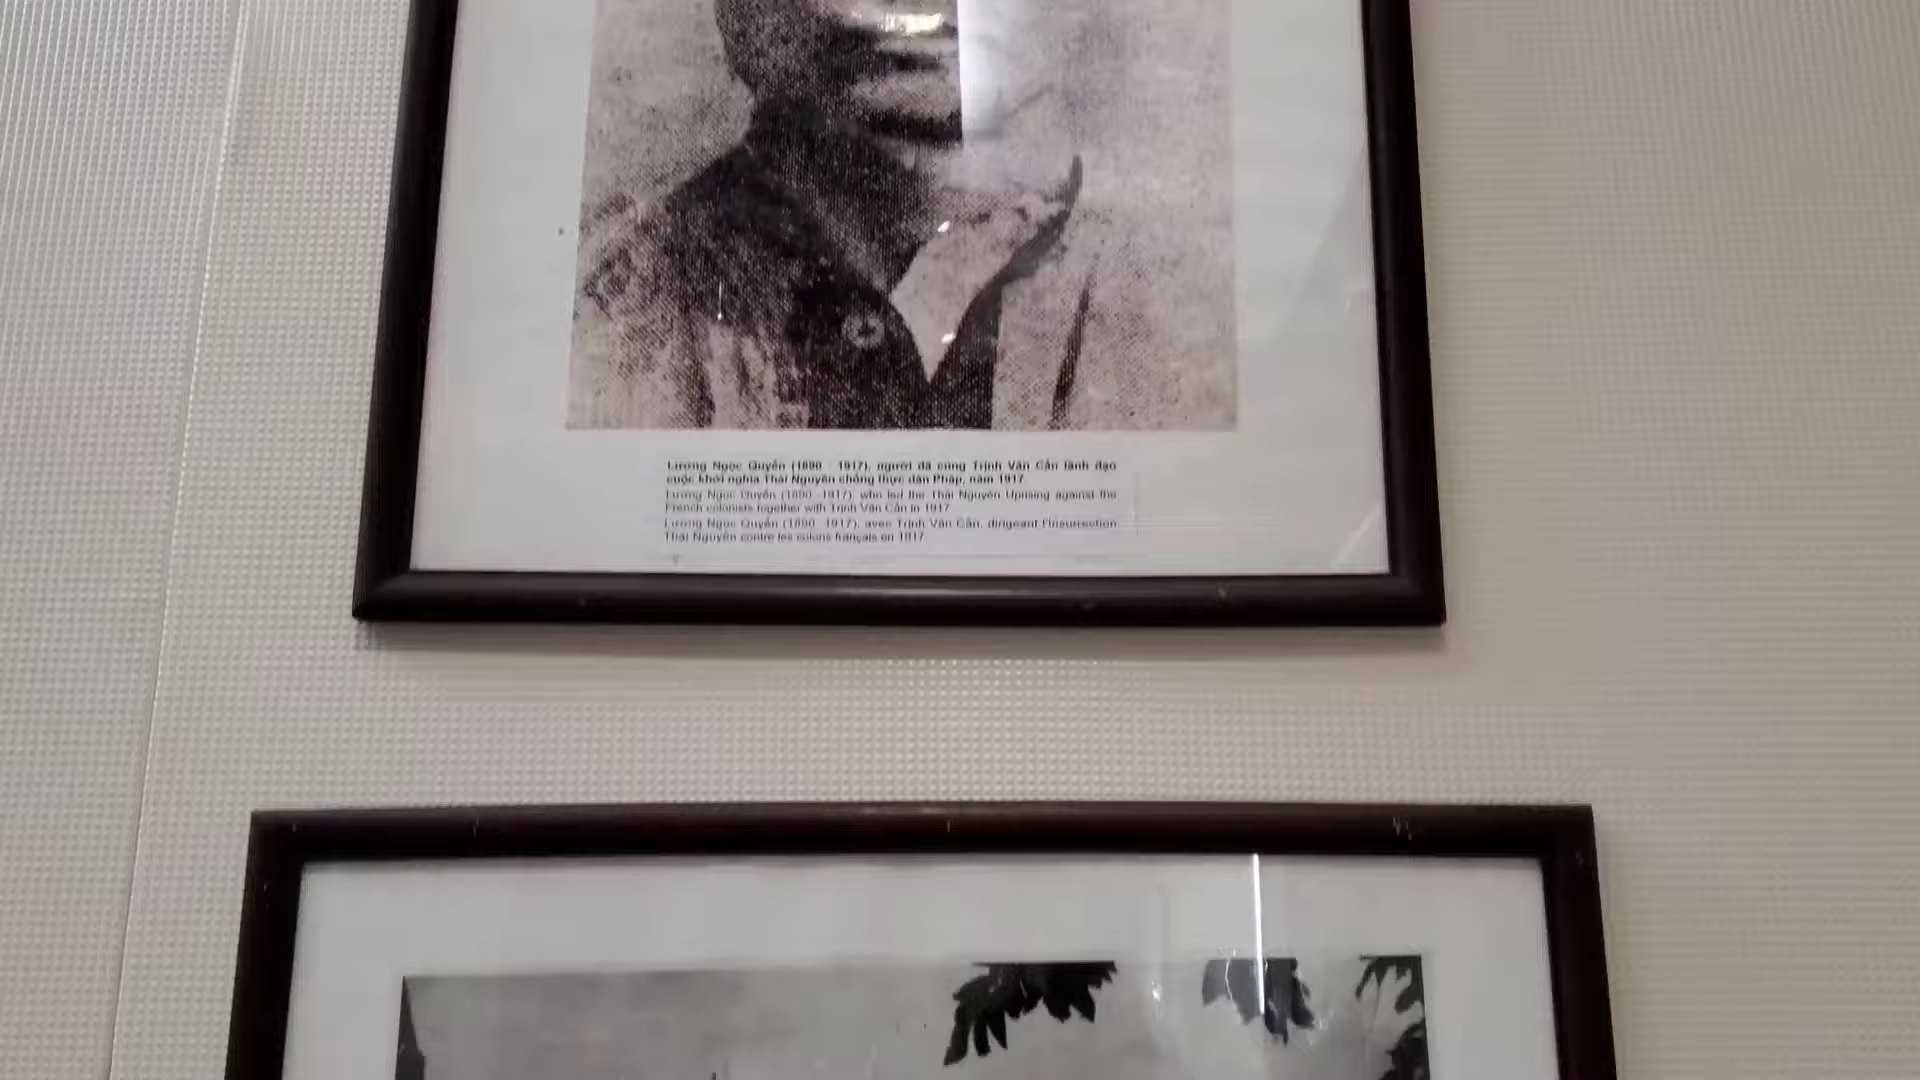 Lương Ngọc Quyến (1890 - 1917), người đã cùng Trịnh Văn Cấn lãnh đạo
cuộc khởi nghĩa Thái Nguyên chống thực dân Pháp, năm 1917
Lương Ngọc Quyến (1890 -1917), who led the Thái Nguyên Uprising against the
French colonists together with Trịnh Văn Cấn in 1917
Lương Ngọc Quyến (1890 -1917), avec Trịnh Văn Cấn, dirigeant l'insurrection
Thái Nguyên contre les colons français en 1917